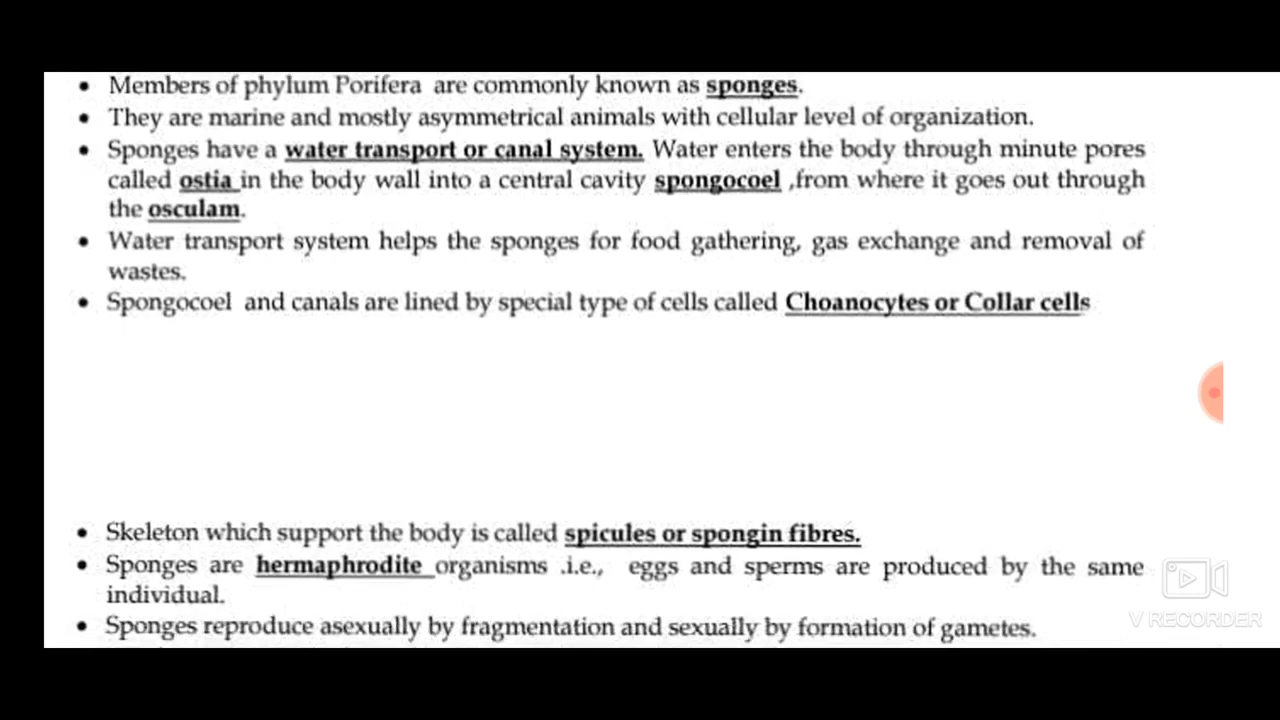 • Members of phylum Porifera are commonly known as sponges.
• They are marine and mostly asymmetrical animals with cellular level of organization.
• Sponges have a water transport or canal system. Water enters the body through minute pores
called ostia in the body wall into a central cavity spongocoel ,from where it goes out through
the osculam.
• Water transport system helps the sponges for food gathering, gas exchange and removal of
wastes.
• Spongocoel and canals are lined by special type of cells called Choanocytes or Collar cells
• Skeleton which support the body is called spicules or spongin fibres.
• Sponges are hermaphrodite organisms .i.e., eggs and sperms are produced by the same
individual.
V RECORDER
• Sponges reproduce asexually by fragmentation and sexually by formation of gametes.